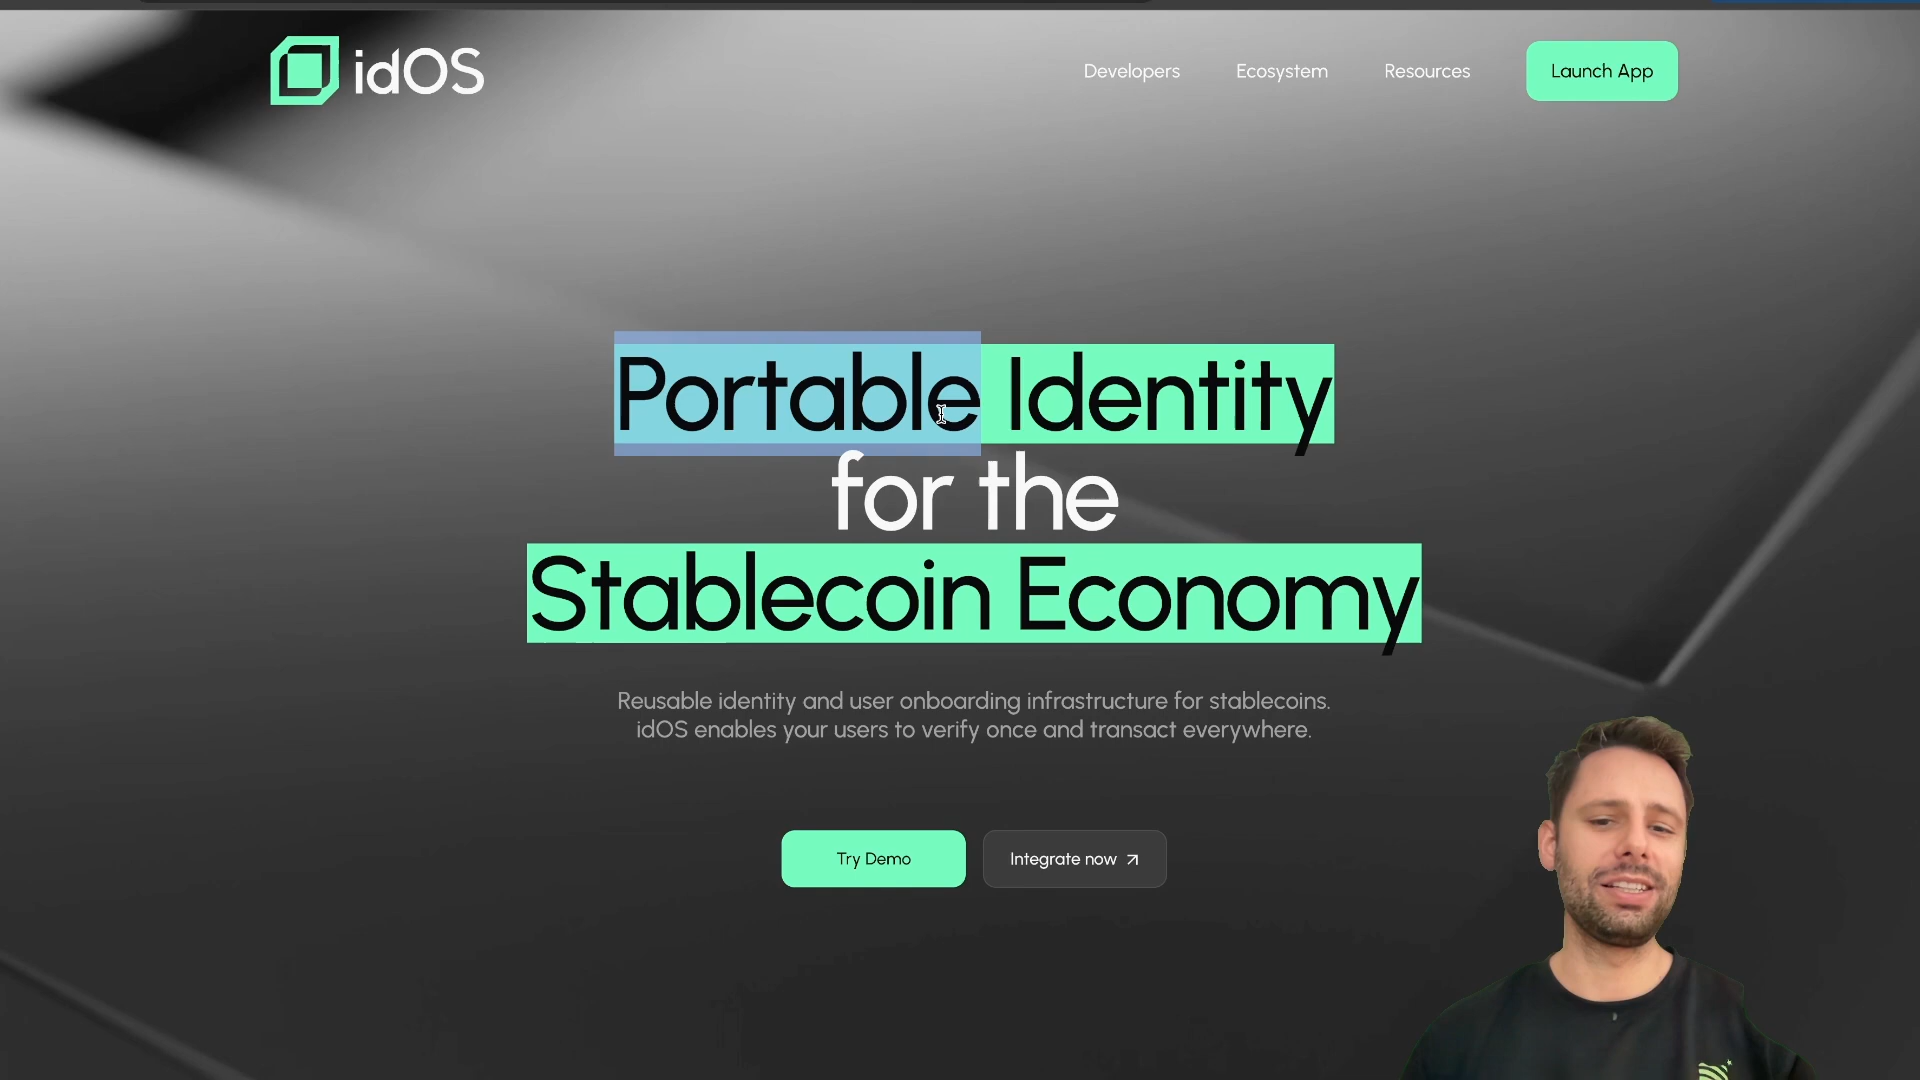 idOS
Developers Ecosystem Resources Launch App
Portable Identity
for the
Stablecoin Economy
Reusable identity and user onboarding infrastructure for stablecoins.
idOS enables your users to verify once and transact everywhere.
Try Demo Integrate now